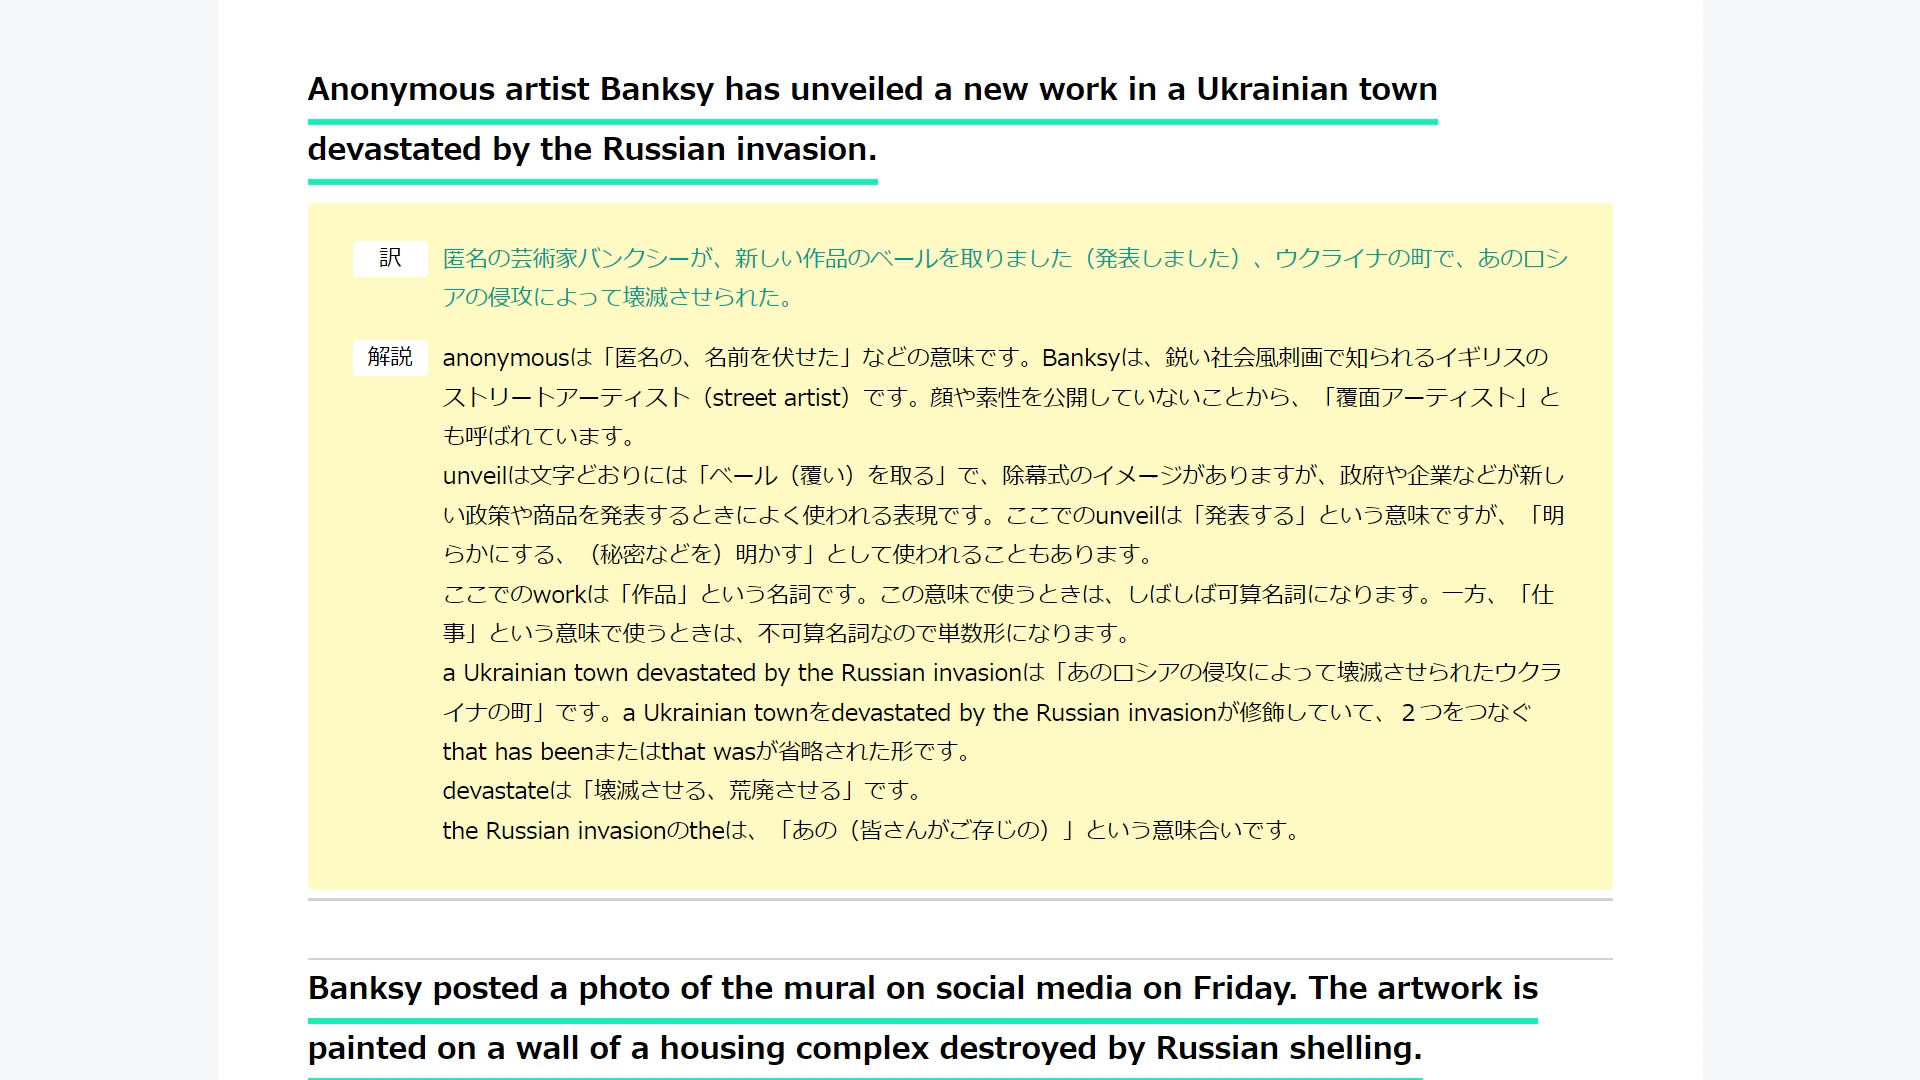 Anonymous artist Banksy has unveiled a new work in a Ukrainian town
devastated by the Russian invasion.
訳
匿名の芸術家バンクシーが、新しい作品のベールを取りました（発表しました）、ウクライナの町で、あのロシ
アの侵攻によって壊滅させられた。
解説
anonymousは「匿名の、名前を伏せた」などの意味です。Banksyは、鋭い社会風刺画で知られるイギリスの
ストリートアーティスト（street artist）です。顔や素性を公開していないことから、「覆面アーティスト」と
も呼ばれています。
unveilは文字どおりには「ベール（覆い）を取る」で、除幕式のイメージがありますが、政府や企業などが新し
い政策や商品を発表するときによく使われる表現です。ここでのunveilは「発表する」という意味ですが、「明
らかにする、（秘密などを）明かす」として使われることもあります。
ここでのworkは「作品」という名詞です。この意味で使うときは、しばしば可算名詞になります。一方、「仕
事」という意味で使うときは、不可算名詞なので単数形になります。
a Ukrainian town devastated by the Russian invasionは「あのロシアの侵攻によって壊滅させられたウクラ
イナの町」です。a Ukrainian townをdevastated by the Russian invasionが修飾していて、２つをつなぐ
that has beenまたはthat wasが省略された形です。
devastateは「壊滅させる、荒廃させる」です。
the Russian invasionのtheは、「あの（皆さんがご存じの）」という意味合いです。
Banksy posted a photo of the mural on social media on Friday. The artwork is
painted on a wall of a housing complex destroyed by Russian shelling.